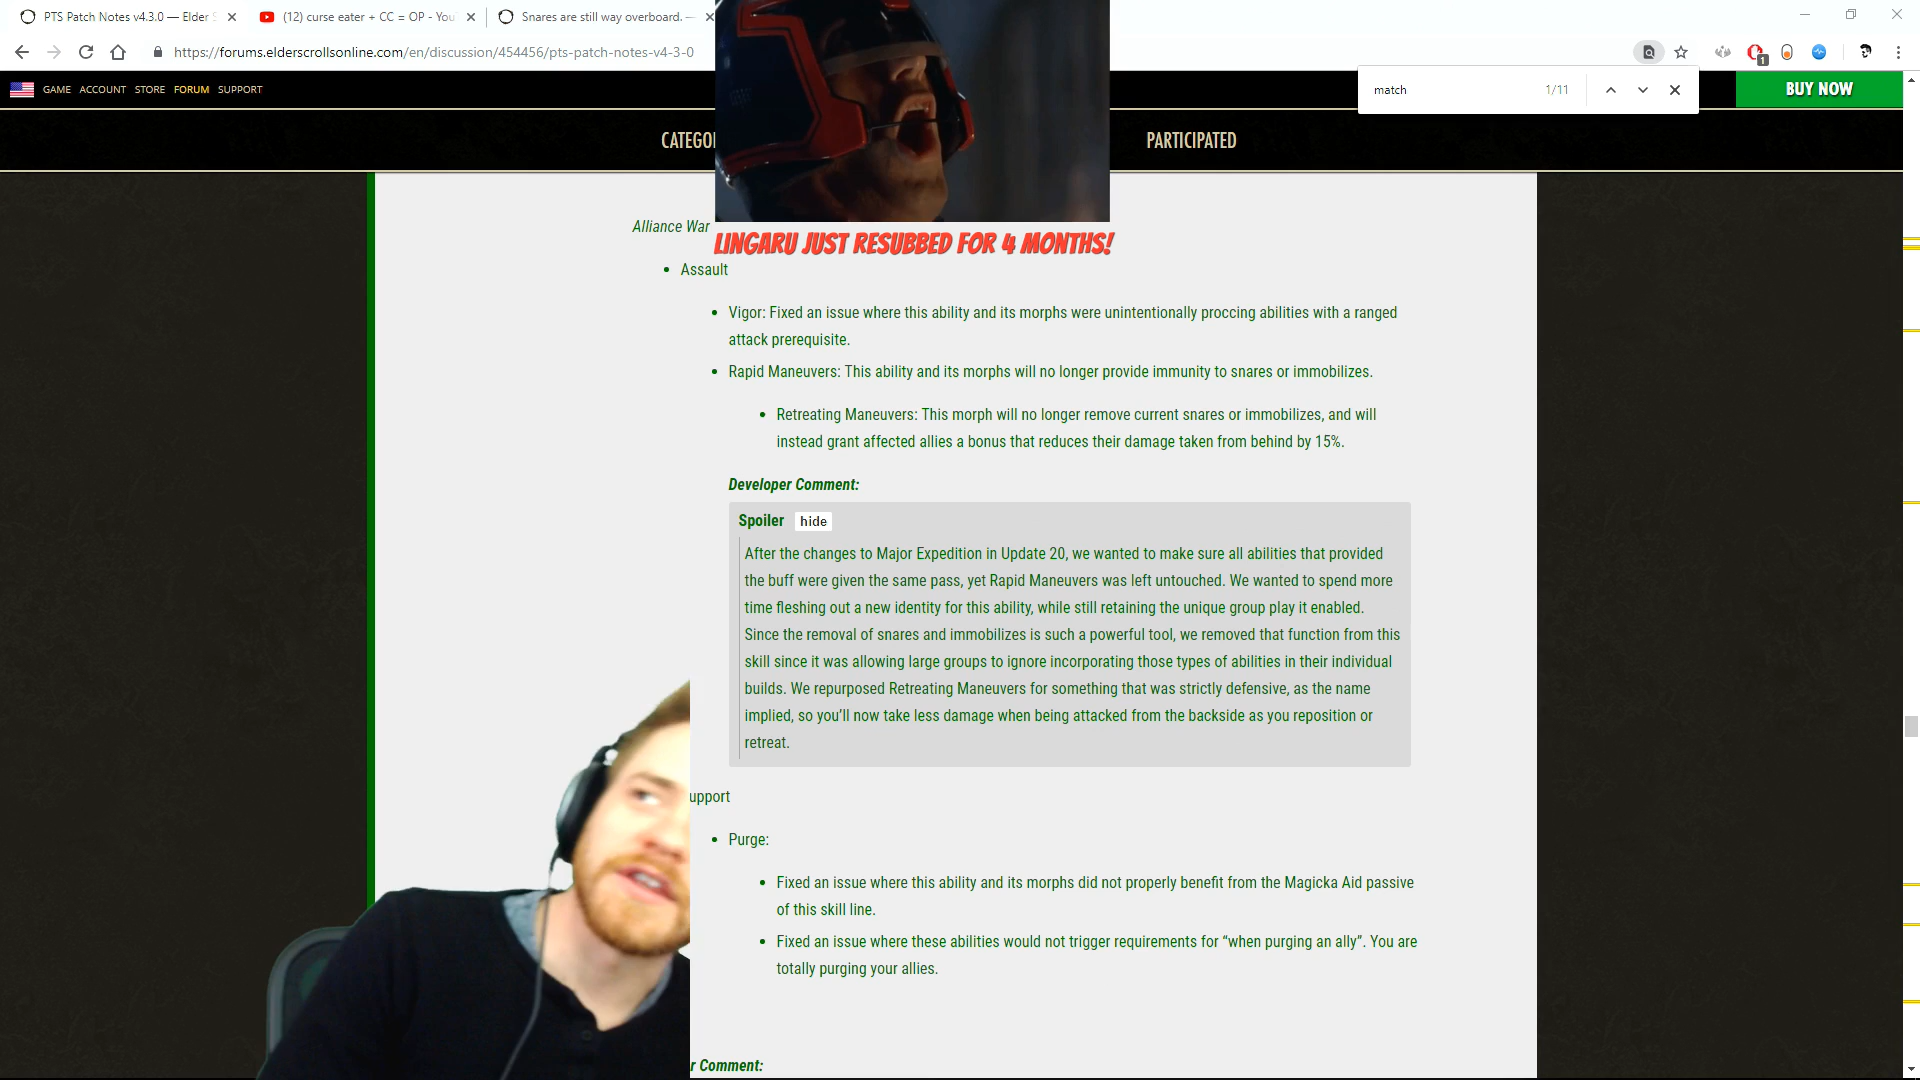 PTS Patch Notes v4.3.0 — Elder S
(12) curse eater + CC = OP - You
Snares are still way overboard. —
https://forums.elderscrollsonline.com/en/discussion/454456/pts-patch-notes-v4-3-0
1
match 1/11
GAME ACCOUNT STORE FORUM SUPPORT
BUY NOW
CATEGO
PARTICIPATED
Alliance War
LINGARU JUST RESUBBED FOR 4 MONTHS!
• Assault
• Vigor: Fixed an issue where this ability and its morphs were unintentionally proccing abilities with a ranged
attack prerequisite.
• Rapid Maneuvers: This ability and its morphs will no longer provide immunity to snares or immobilizes.
• Retreating Maneuvers: This morph will no longer remove current snares or immobilizes, and will
instead grant affected allies a bonus that reduces their damage taken from behind by 15%.
Developer Comment:
Spoiler hide
After the changes to Major Expedition in Update 20, we wanted to make sure all abilities that provided
the buff were given the same pass, yet Rapid Maneuvers was left untouched. We wanted to spend more
time fleshing out a new identity for this ability, while still retaining the unique group play it enabled.
Since the removal of snares and immobilizes is such a powerful tool, we removed that function from this
skill since it was allowing large groups to ignore incorporating those types of abilities in their individual
builds. We repurposed Retreating Maneuvers for something that was strictly defensive, as the name
implied, so you’ll now take less damage when being attacked from the backside as you reposition or
retreat.
upport
• Purge:
• Fixed an issue where this ability and its morphs did not properly benefit from the Magicka Aid passive
of this skill line.
• Fixed an issue where these abilities would not trigger requirements for “when purging an ally”. You are
totally purging your allies.
r Comment: